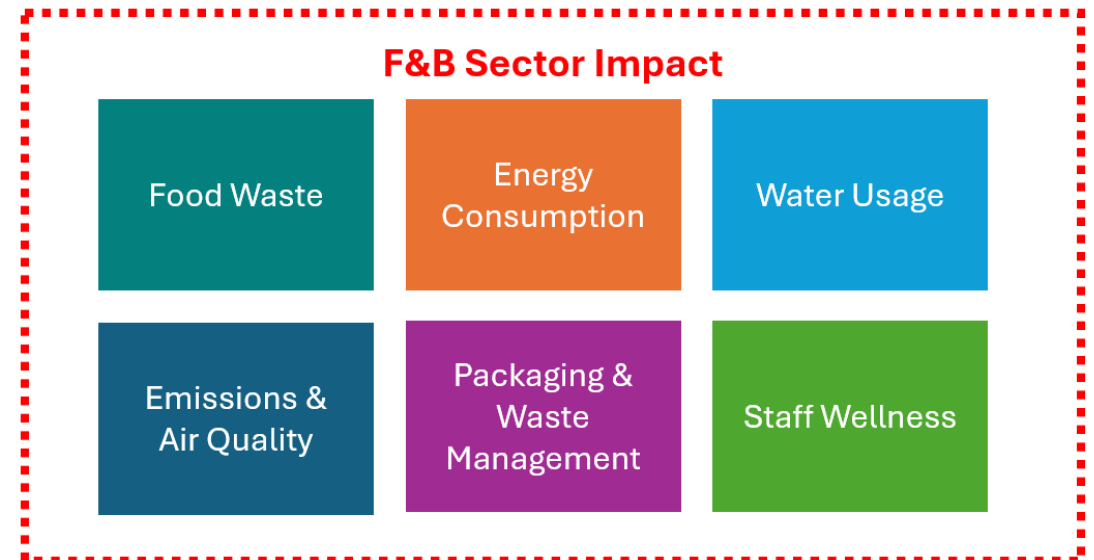 F&B Sector Impact
Food Waste
Energy
Consumption
Water Usage
Emissions &
Air Quality
Packaging &
Waste
Management
Staff Wellness